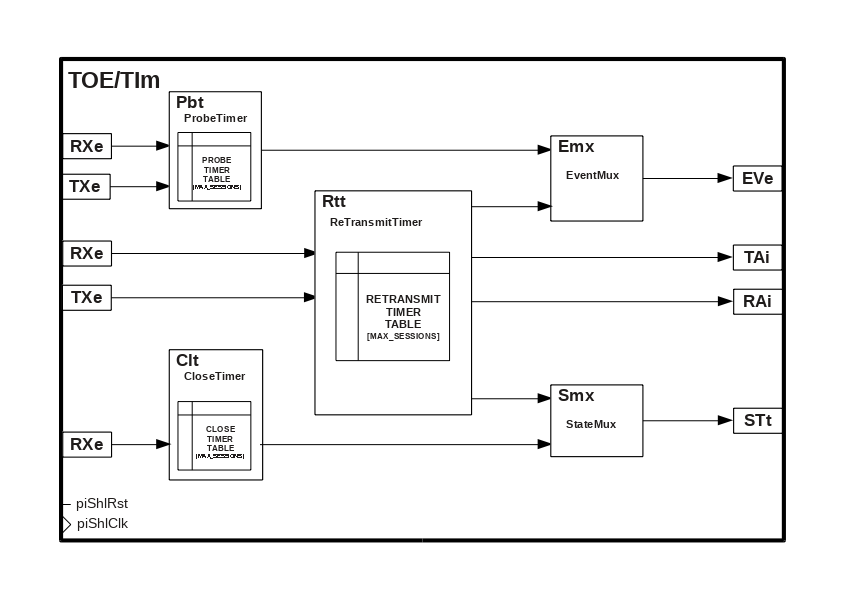 TOE/TIm
Pbt
ProbeTimer
PROBE
TIMER
TABLE
[MAX_SESSIONS]
RXe
TXe
Emx
EventMux
EVe
Rtt
ReTransmitTimer
RETRANSMIT
TIMER
TABLE
[MAX_SESSIONS]
RXe
TXe
TAi
RAi
Clt
CloseTimer
CLOSE
TIMER
TABLE
[MAX_SESSIONS]
RXe
Smx
StateMux
STt
piShlRst
piShlClk